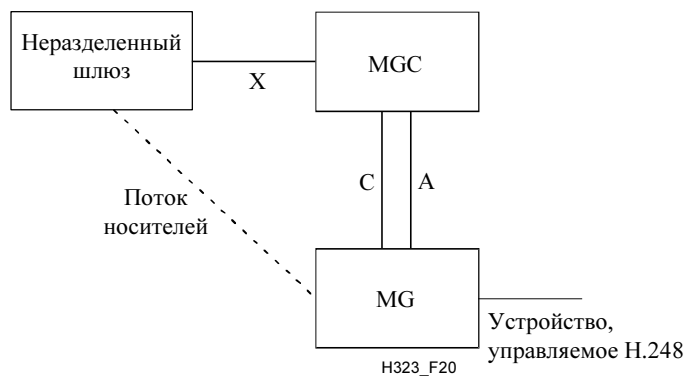 Неразделенный
шлюз
MGC
X
C
A
Поток
носителей
MG
Устройство,
управляемое H.248
H323_F20